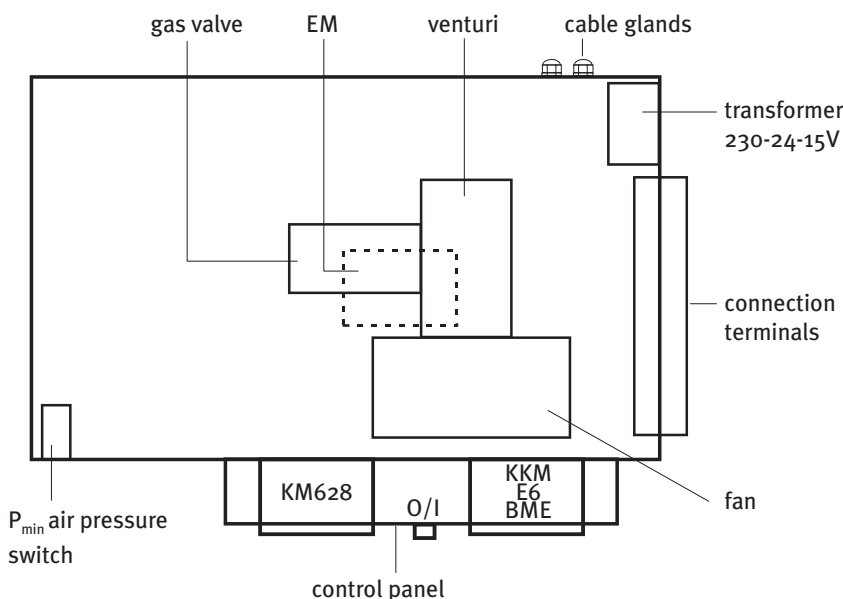 gas valve
EM
venturi
cable glands
transformer
230-24-15V
connection
terminals
KM628
O/I
KKM
E6
BME
fan
Pmin air pressure
switch
control panel